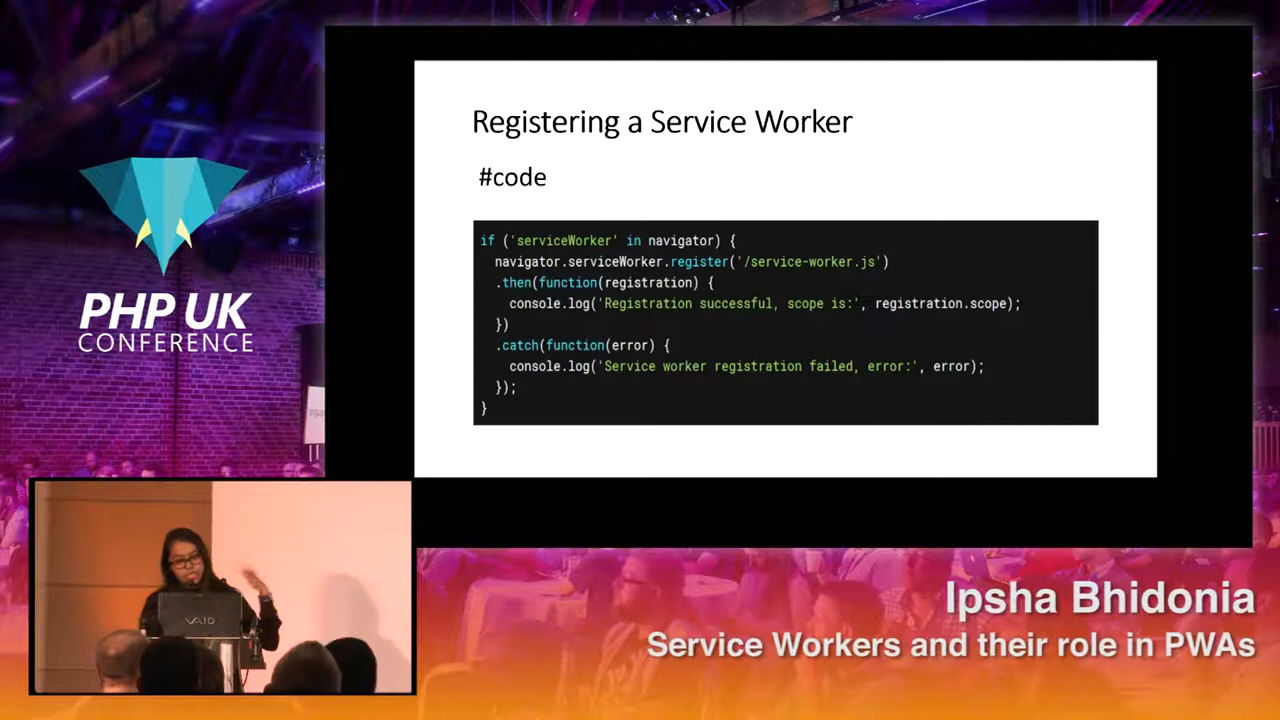 Registering a Service Worker
#code
if ('serviceWorker' in navigator) {
navigator.serviceWorker.register('/service-worker.js')
.then(function(registration) {
console.log('Registration successful, scope is:', registration.scope);
})
.catch(function(error) {
console.log('Service worker registration failed, error:', error);
});
}
PHP UK
CONFERENCE
VAIO
Ipsha Bhidonia
Service Workers and their role in PWAs